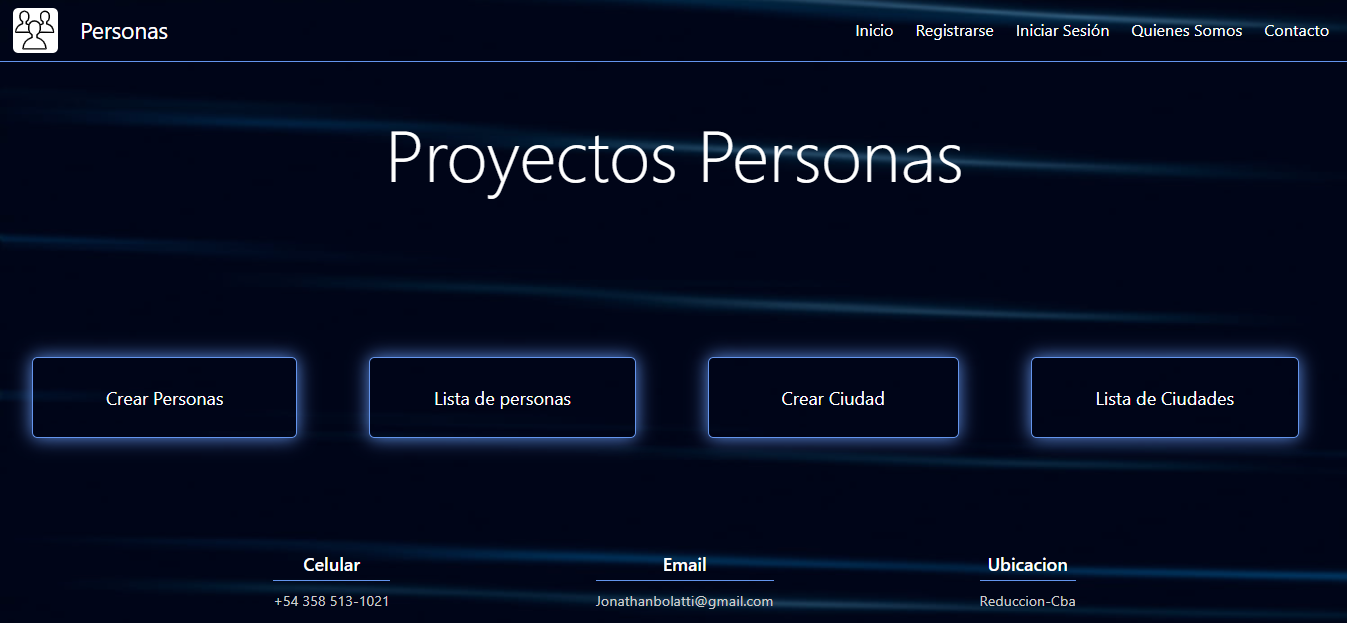 Personas
Inicio Registrarse Iniciar Sesión Quienes Somos Contacto
Proyectos Personas
Crear Personas
Lista de personas
Crear Ciudad
Lista de Ciudades
Celular
+54 358 513-1021
Email
Jonathanbolatti@gmail.com
Ubicacion
Reduccion-Cba